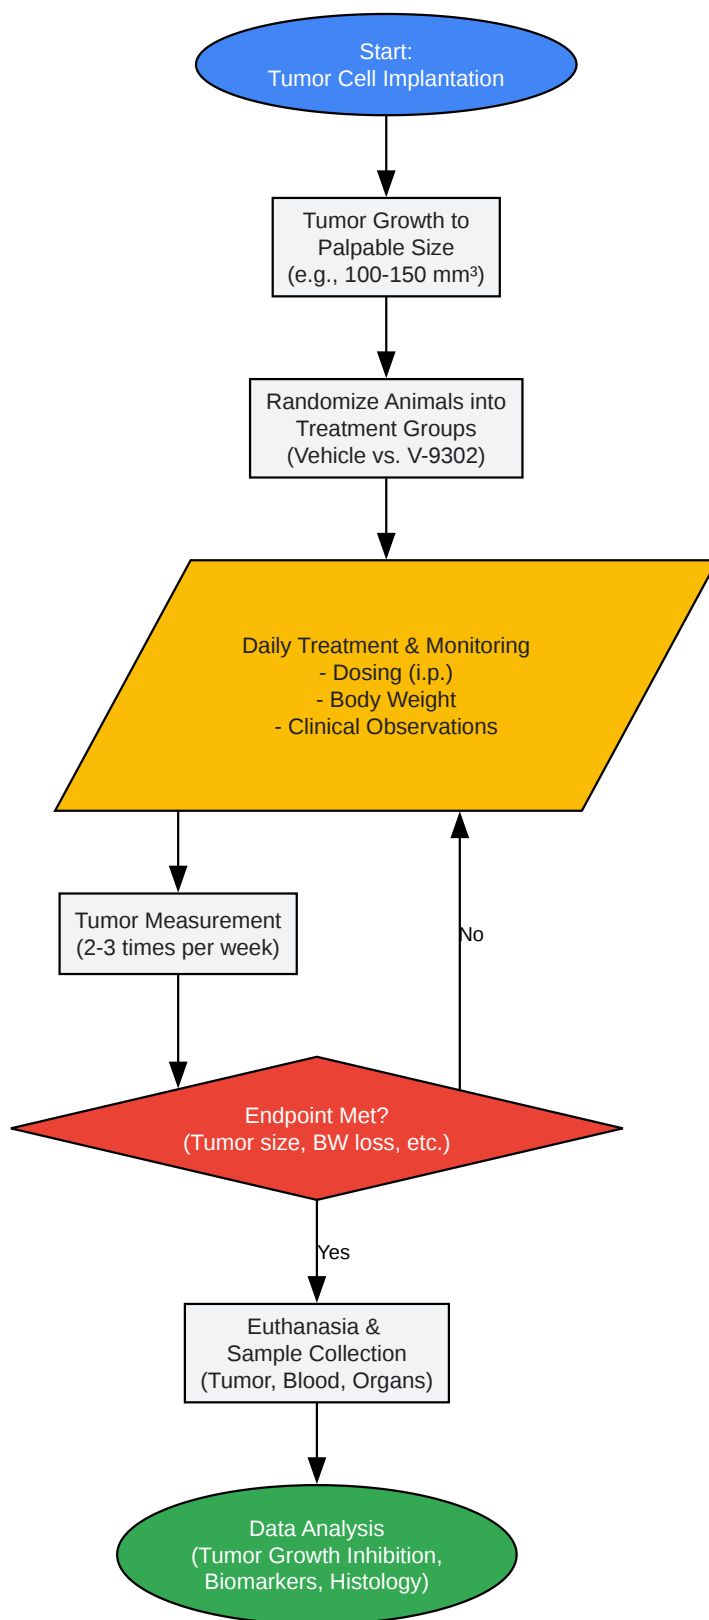 Start:
Tumor Cell Implantation
Tumor Growth to
Palpable Size
(e.g., 100-150 mm³)
Randomize Animals into
Treatment Groups
(Vehicle vs. V-9302)
Daily Treatment & Monitoring
- Dosing (i.p.)
- Body Weight
- Clinical Observations
Tumor Measurement
(2-3 times per week)
No
Endpoint Met?
(Tumor size, BW loss, etc.)
Yes
Euthanasia &
Sample Collection
(Tumor, Blood, Organs)
Data Analysis
(Tumor Growth Inhibition,
Biomarkers, Histology)